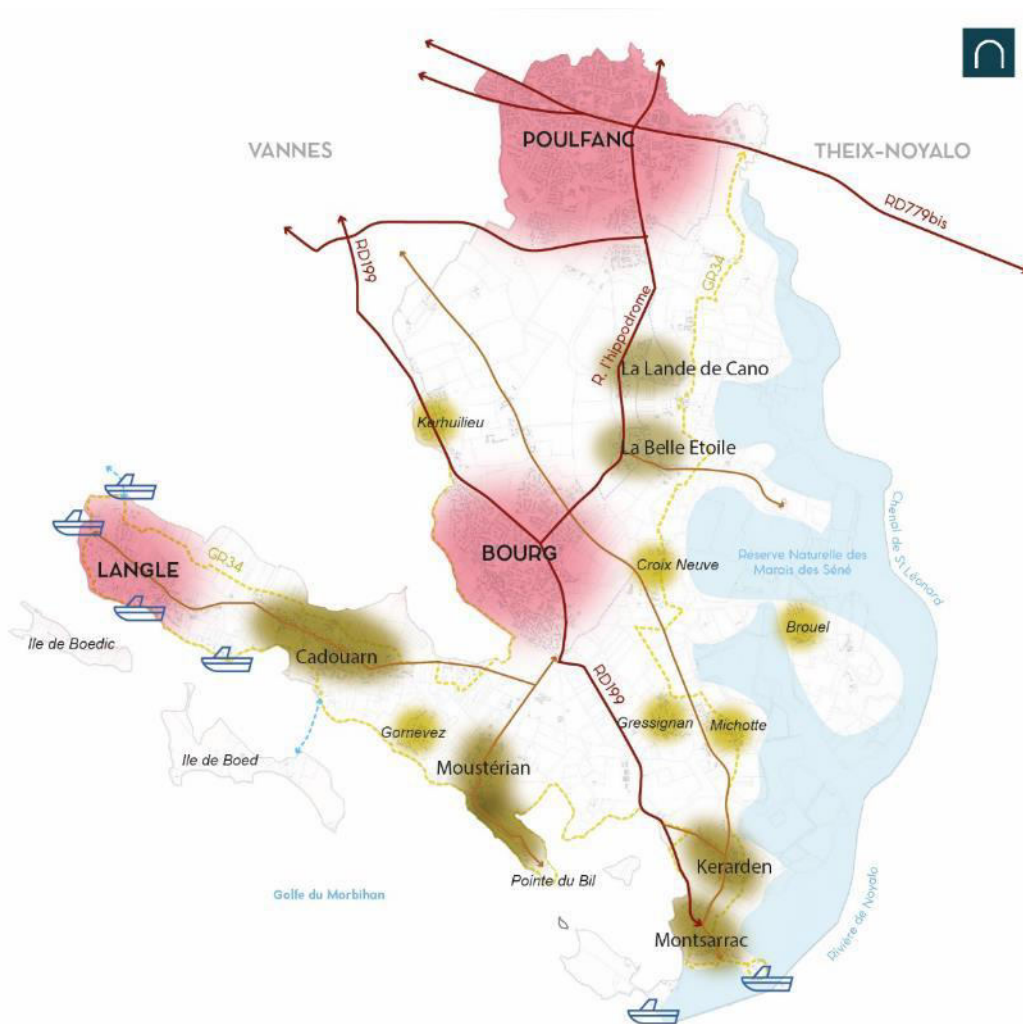 POULFANC
VANNES
THEIX-NOYALO
RD779bis
RD199
GR34
R. l'hippodrome
La Lande de Cano
Kerhuilieu
La Belle Etoile
Chenal de St Léonard
BOURG
Réserve Naturelle des
Marais des Séné
Croix Neuve
GR34
LANGLE
Brouel
Ile de Boedic
Cadouarn
RD199
Gressignan
Michotte
Gornevez
Ile de Boed
Moustérian
Kerarden
Pointe du Bil
Golfe du Morbihan
Rivière de Noyalo
Montsarrac